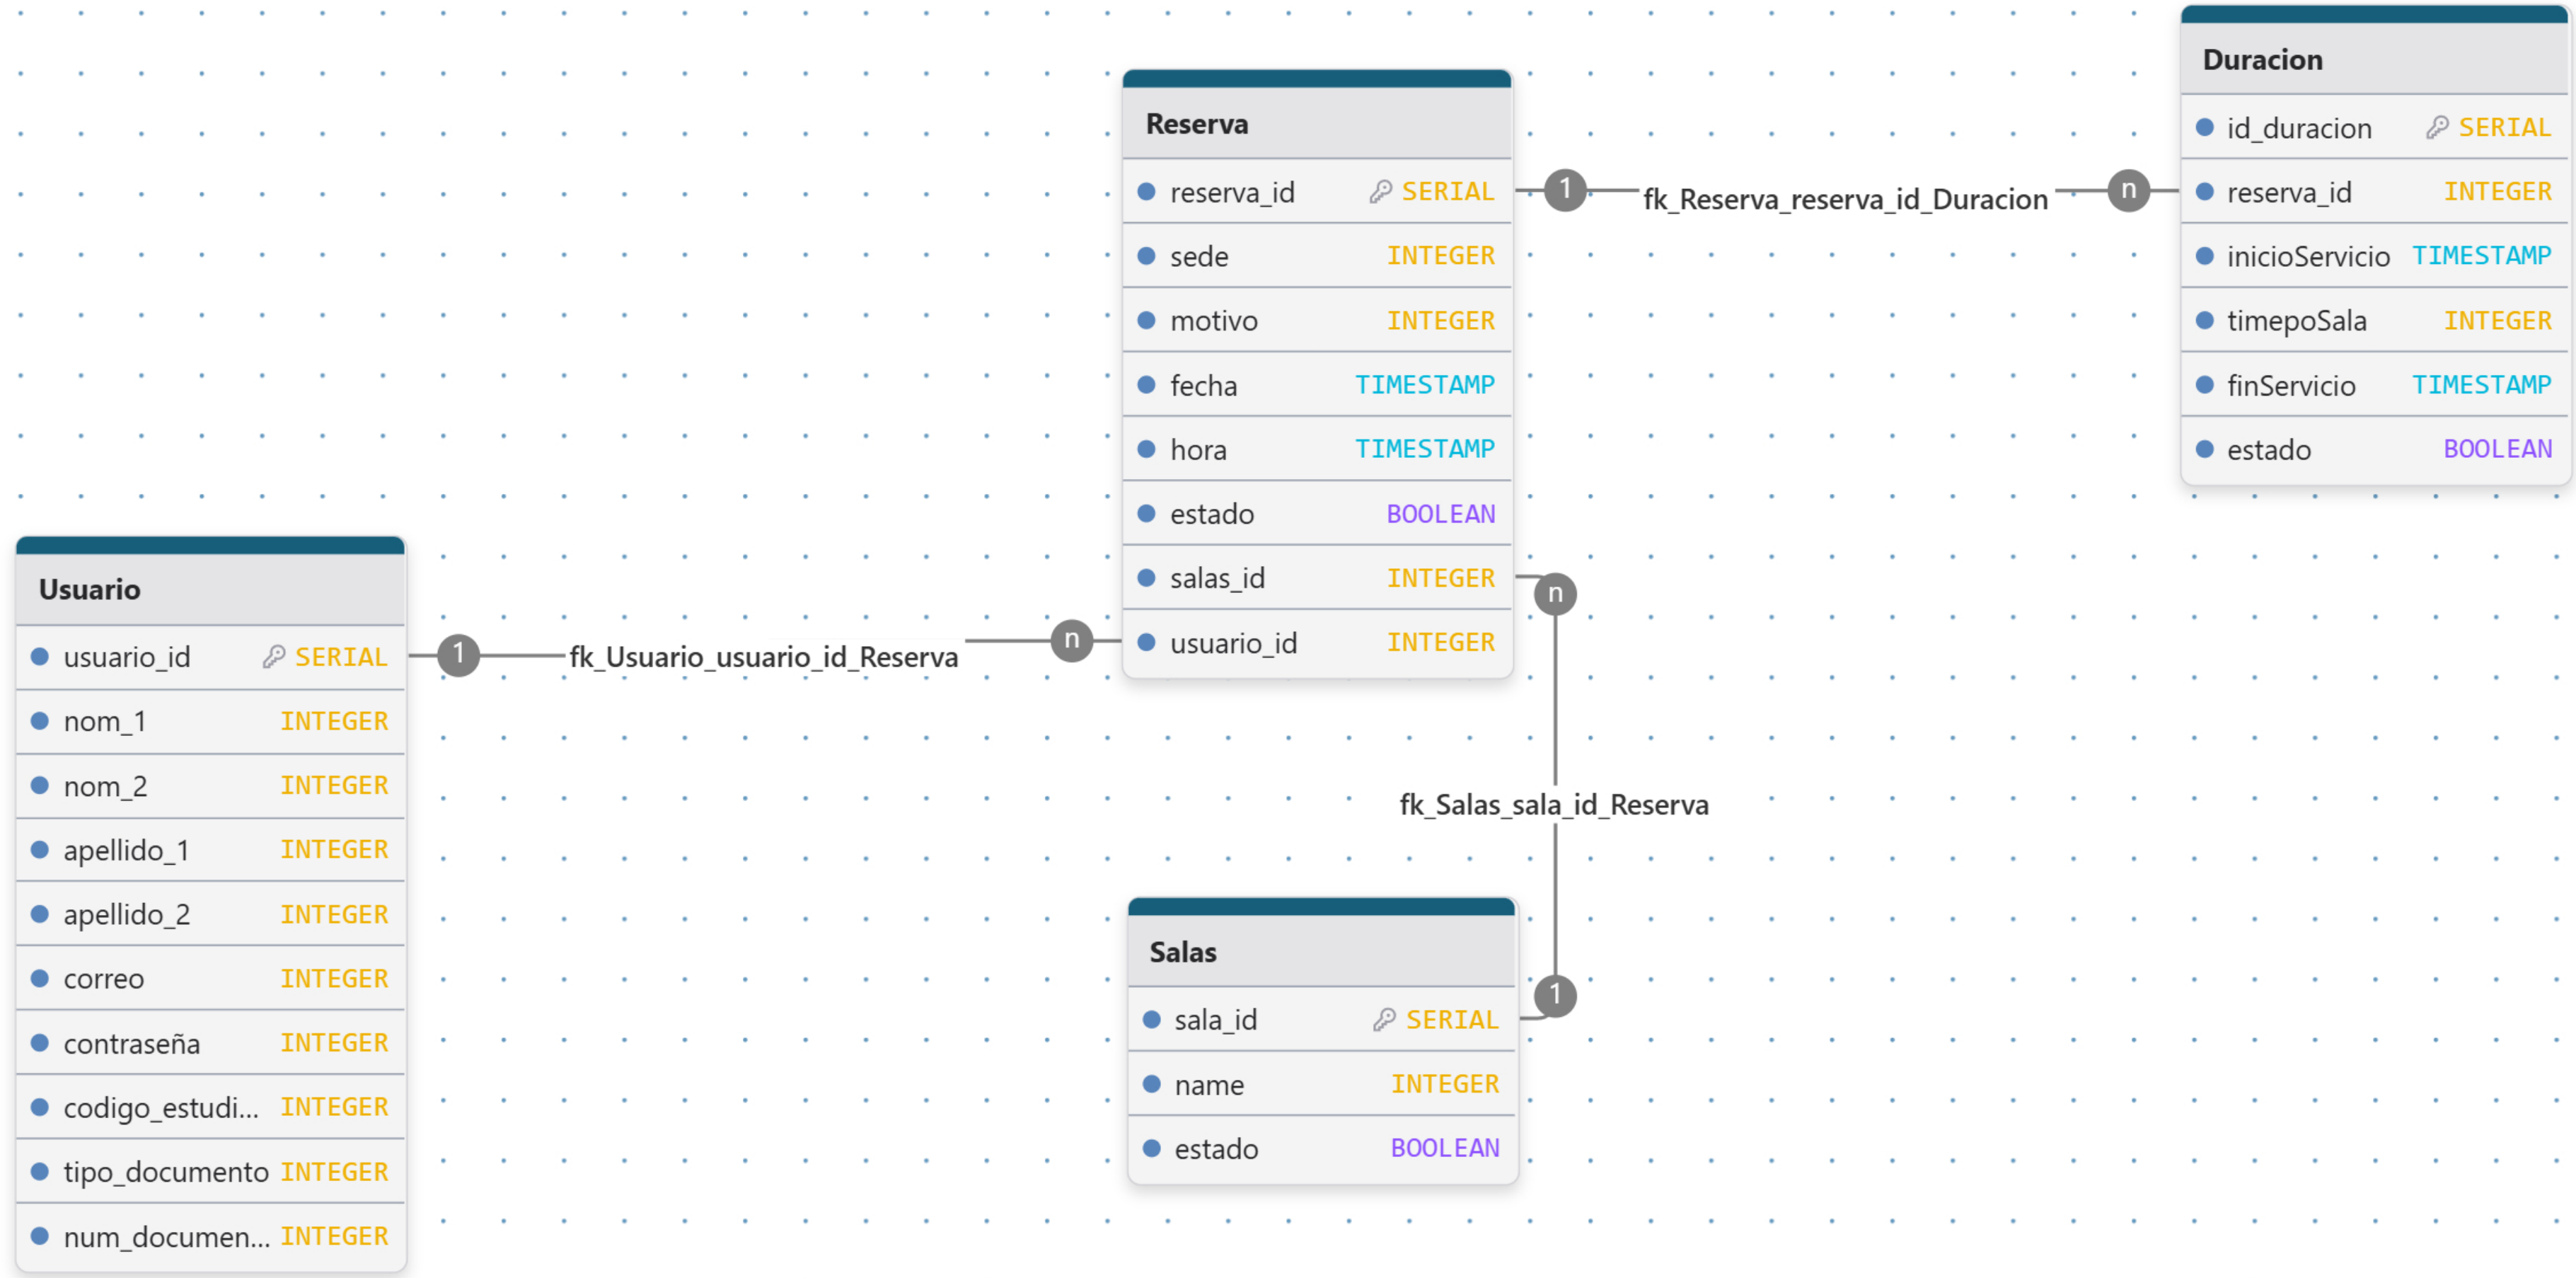 Duracion
id_duracion SERIAL
reserva_id INTEGER
inicioServicio TIMESTAMP
timepoSala INTEGER
finServicio TIMESTAMP
estado BOOLEAN
Reserva
reserva_id SERIAL
sede INTEGER
motivo INTEGER
fecha TIMESTAMP
hora TIMESTAMP
estado BOOLEAN
salas_id INTEGER
usuario_id INTEGER
1 fk_Reserva_reserva_id_Duracion n
Usuario
usuario_id SERIAL
nom_1 INTEGER
nom_2 INTEGER
apellido_1 INTEGER
apellido_2 INTEGER
correo INTEGER
contraseña INTEGER
codigo_estudi... INTEGER
tipo_documento INTEGER
num_documen... INTEGER
1 fk_Usuario_usuario_id_Reserva n
n
fk_Salas_sala_id_Reserva
1
Salas
sala_id SERIAL
name INTEGER
estado BOOLEAN